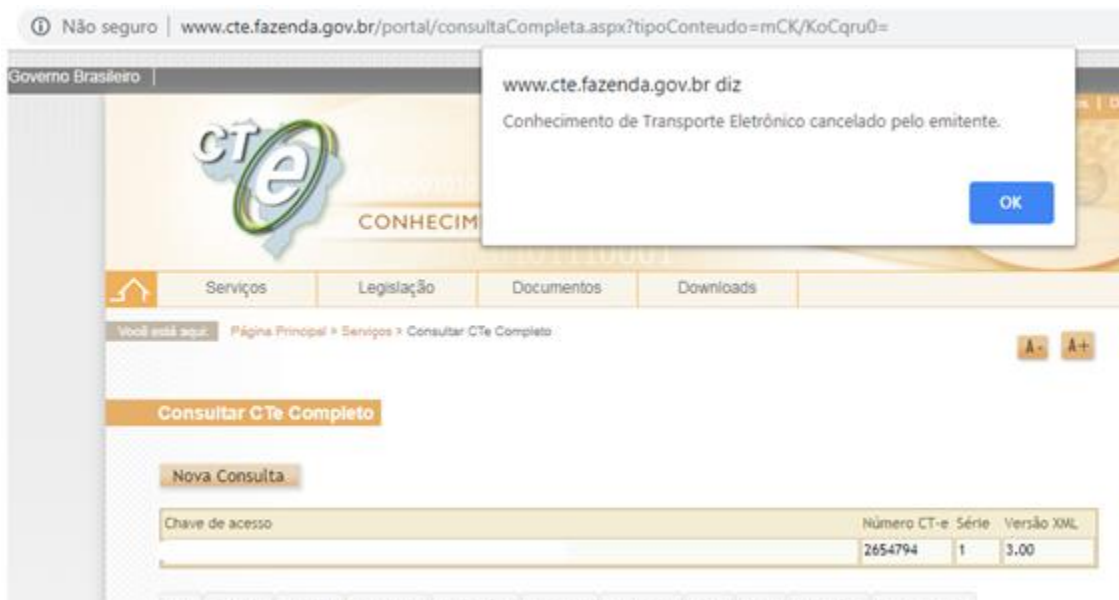 Não seguro | www.cte.fazenda.gov.br/portal/consultaCompleta.aspx?tipoConteudo=mCK/KoCqru0=
Governo Brasileiro
www.cte.fazenda.gov.br diz
Conhecimento de Transporte Eletrônico cancelado pelo emitente.
OK
CTe
CONHECIM
Serviços Legislação Documentos Downloads
Você está aqui: Página Principal > Serviços > Consultar CTe Completo
A- A+
Consultar CTe Completo
Nova Consulta
Chave de acesso Número CT-e Série Versão XML
2654794 1 3.00